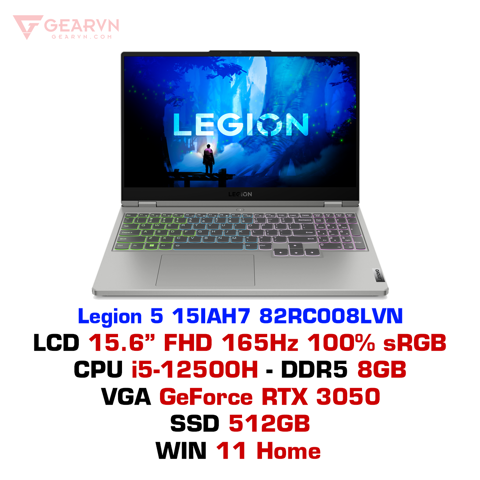 GEARVN
GEARVN.COM
LEGION
LEGION
Legion 5 15IAH7 82RC008LVN
LCD 15.6” FHD 165Hz 100% sRGB
CPU i5-12500H - DDR5 8GB
VGA GeForce RTX 3050
SSD 512GB
WIN 11 Home